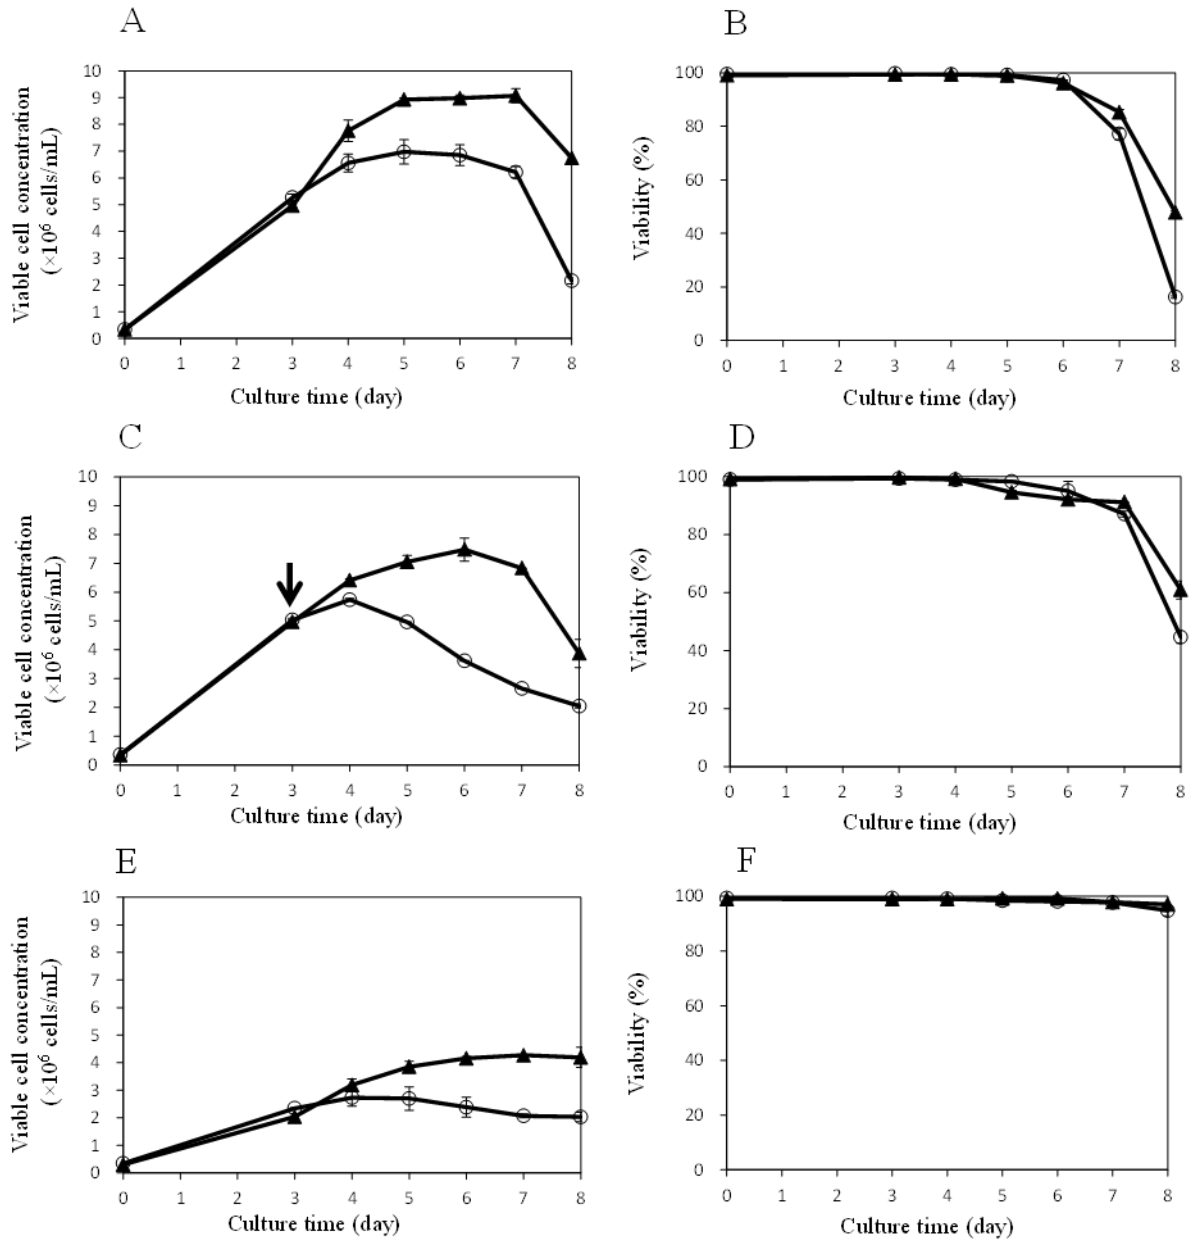 A
Viable cell concentration
(×10⁶ cells/mL)
10
9
8
7
6
5
4
3
2
1
0
0 1 2 3 4 5 6 7 8
Culture time (day)
B
Viability (%)
100
80
60
40
20
0
0 1 2 3 4 5 6 7 8
Culture time (day)
C
Viable cell concentration
(×10⁶ cells/mL)
10
9
8
7
6
5
4
3
2
1
0
0 1 2 3 4 5 6 7 8
Culture time (day)
D
Viability (%)
100
80
60
40
20
0
0 1 2 3 4 5 6 7 8
Culture time (day)
E
Viable cell concentration
(×10⁶ cells/mL)
10
9
8
7
6
5
4
3
2
1
0
0 1 2 3 4 5 6 7 8
Culture time (day)
F
Viability (%)
100
80
60
40
20
0
0 1 2 3 4 5 6 7 8
Culture time (day)